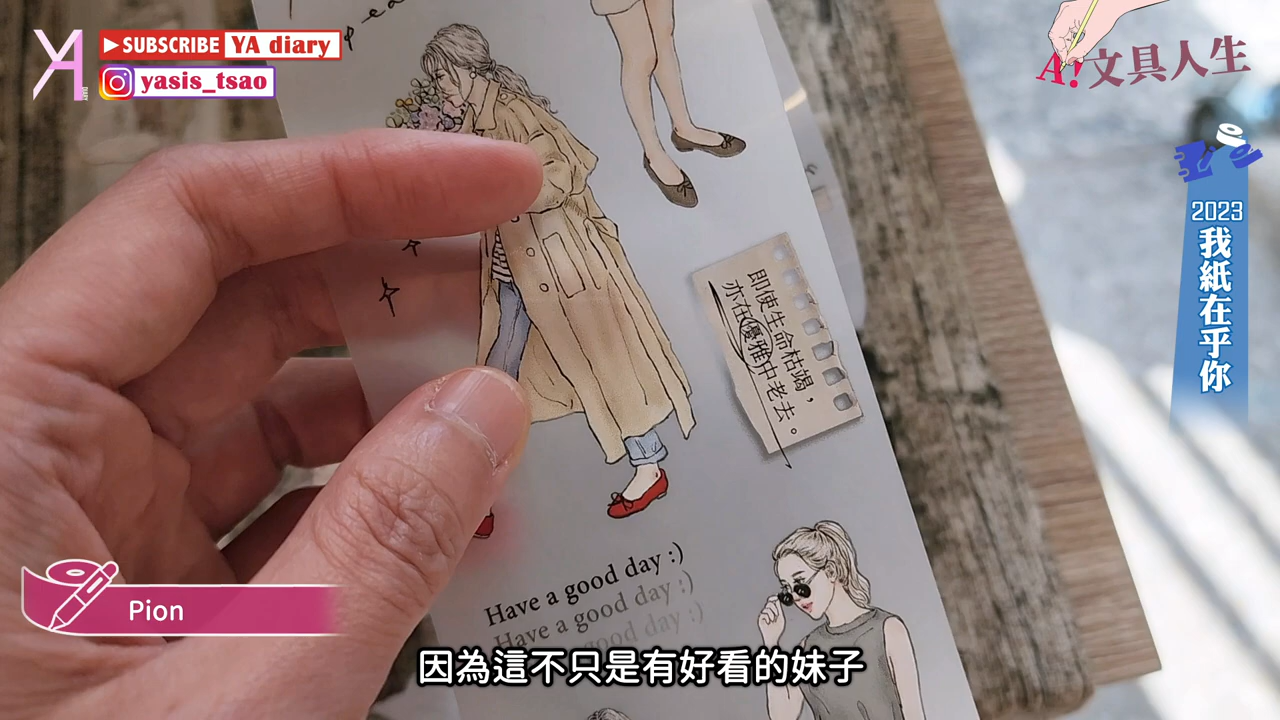 YA
DIARY
SUBSCRIBE YA diary
yasis_tsao
A!文具人生
2023
我紙在乎你
即使生命枯竭，
亦在優雅中老去。
Have a good day :)
Have a good day :)
good day :)
Pion
因為這不只是有好看的妹子